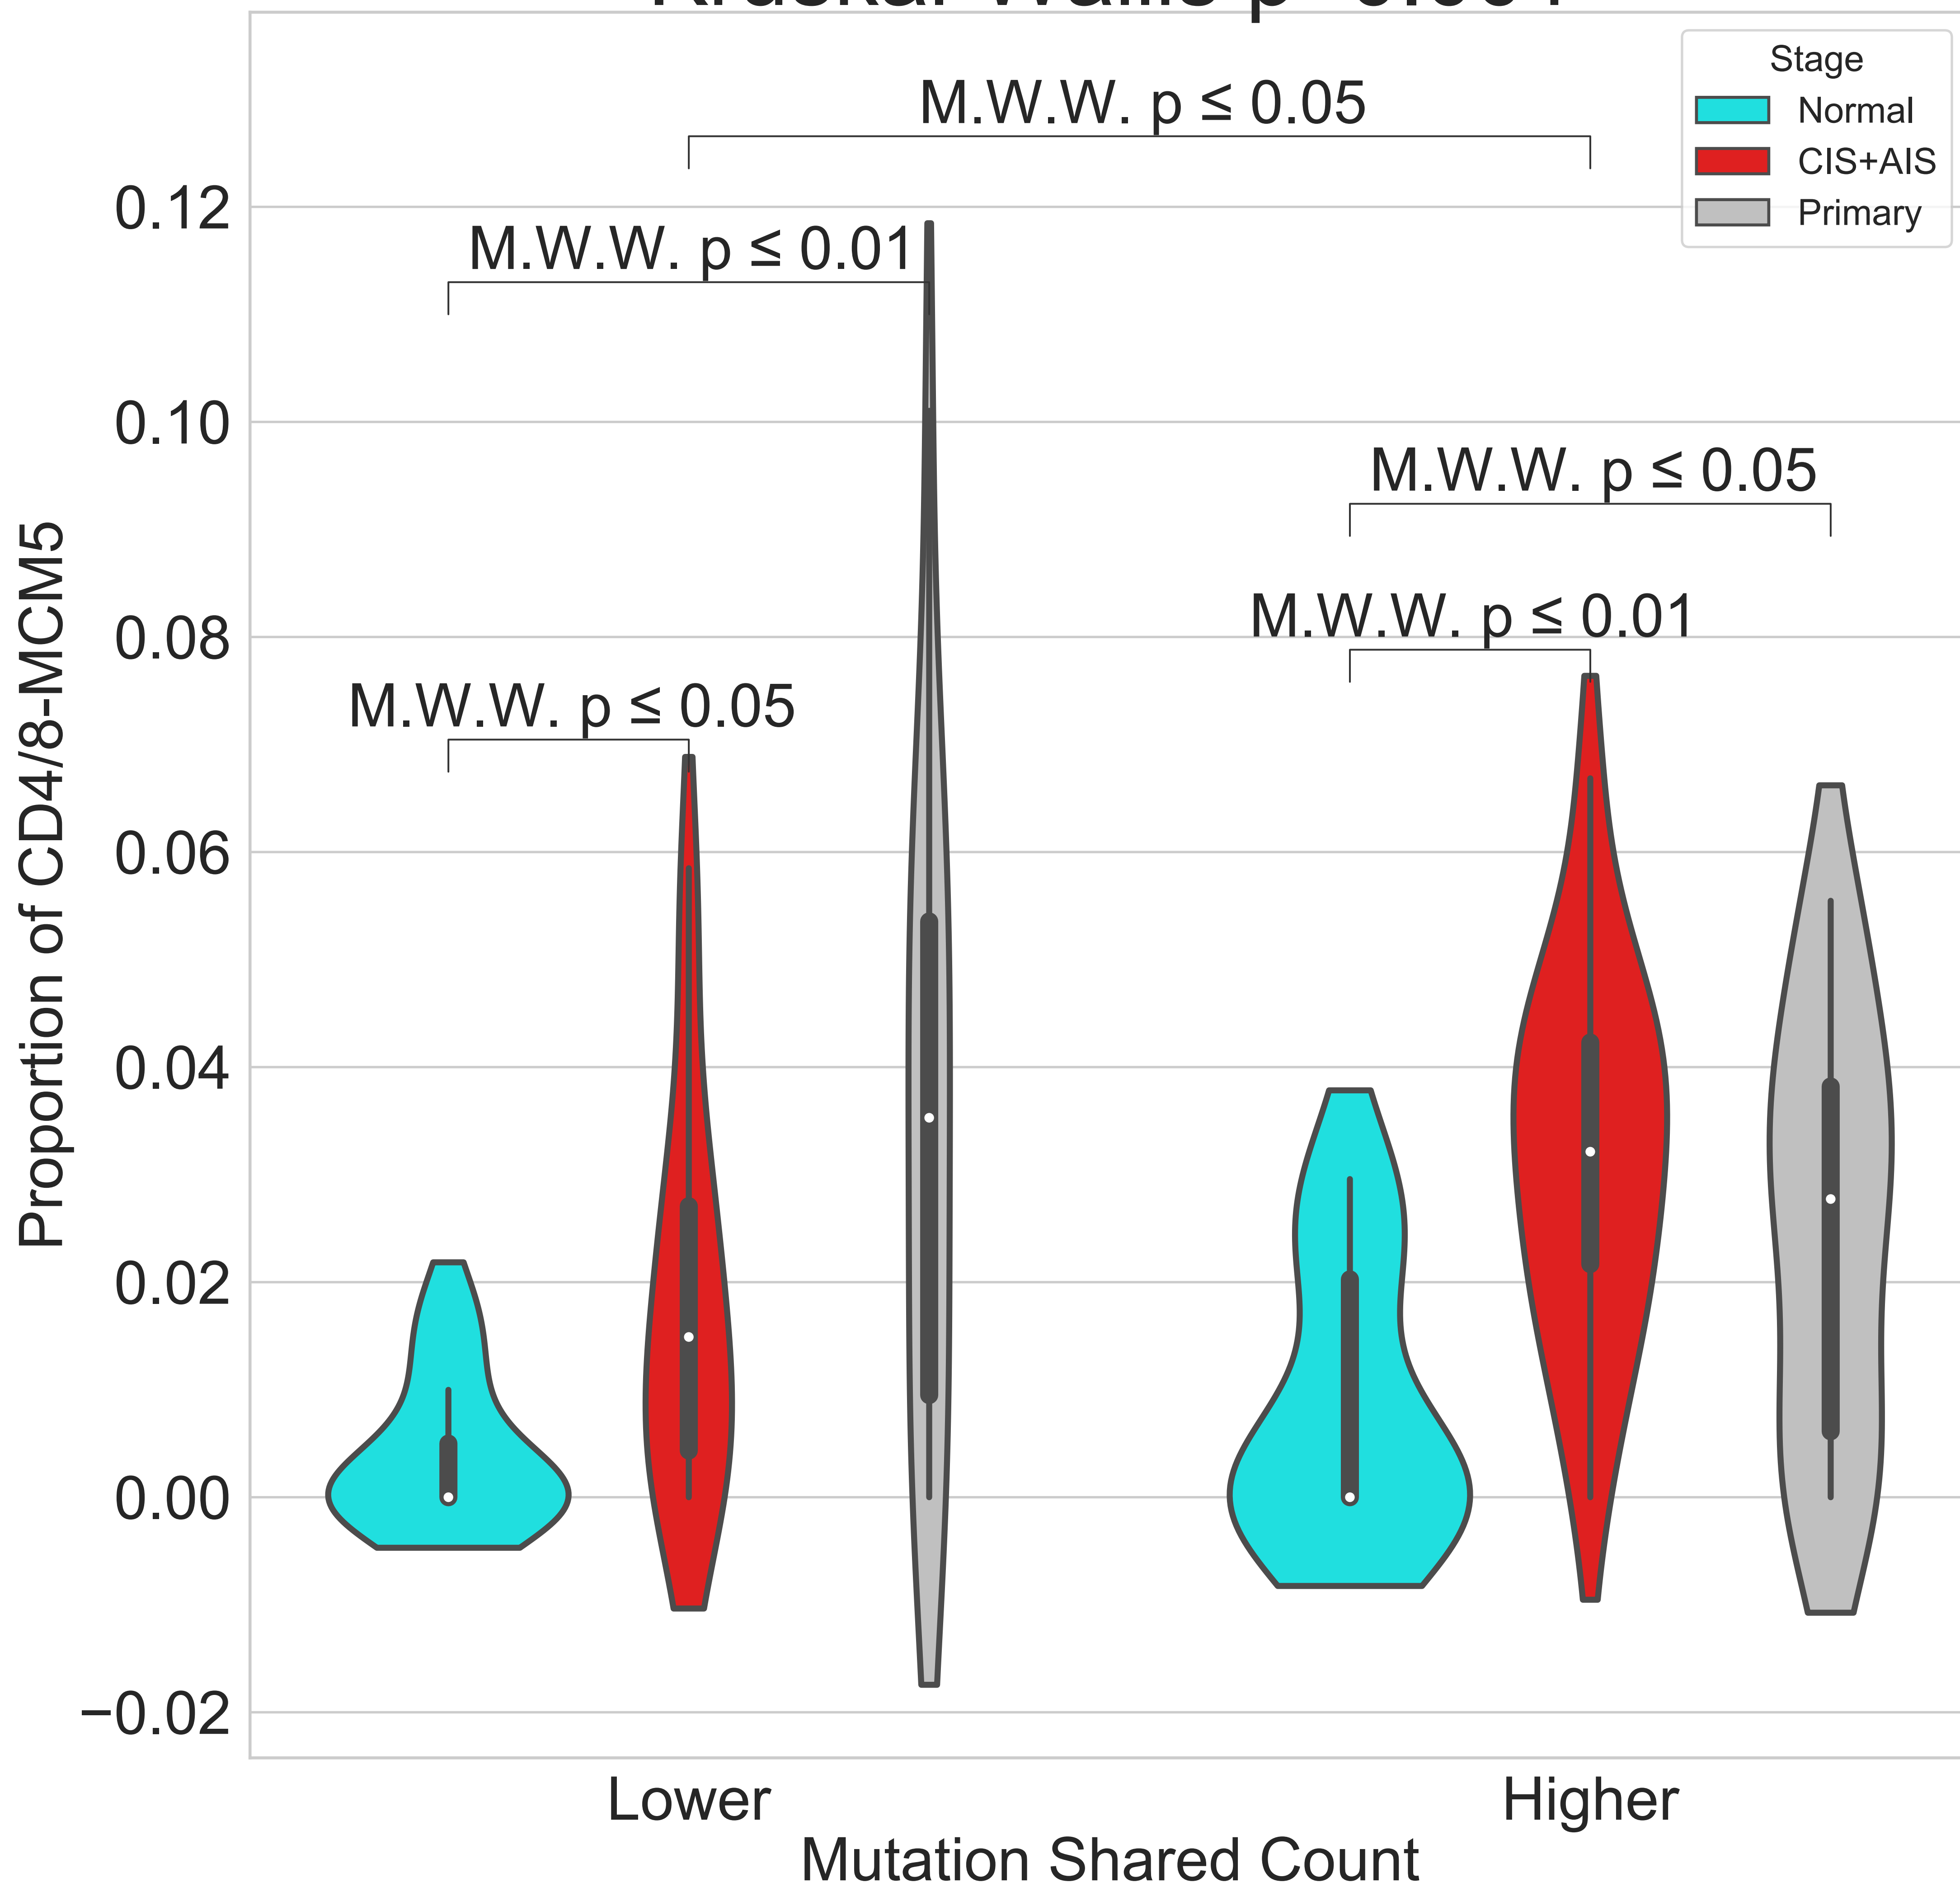 Stage
Normal
CIS+AIS
Primary
M.W.W. p ≤ 0.05
M.W.W. p ≤ 0.01
M.W.W. p ≤ 0.05
M.W.W. p ≤ 0.01
M.W.W. p ≤ 0.05
0.12
0.10
0.08
0.06
0.04
0.02
0.00
−0.02
Proportion of CD4/8-MCM5
Lower
Higher
Mutation Shared Count